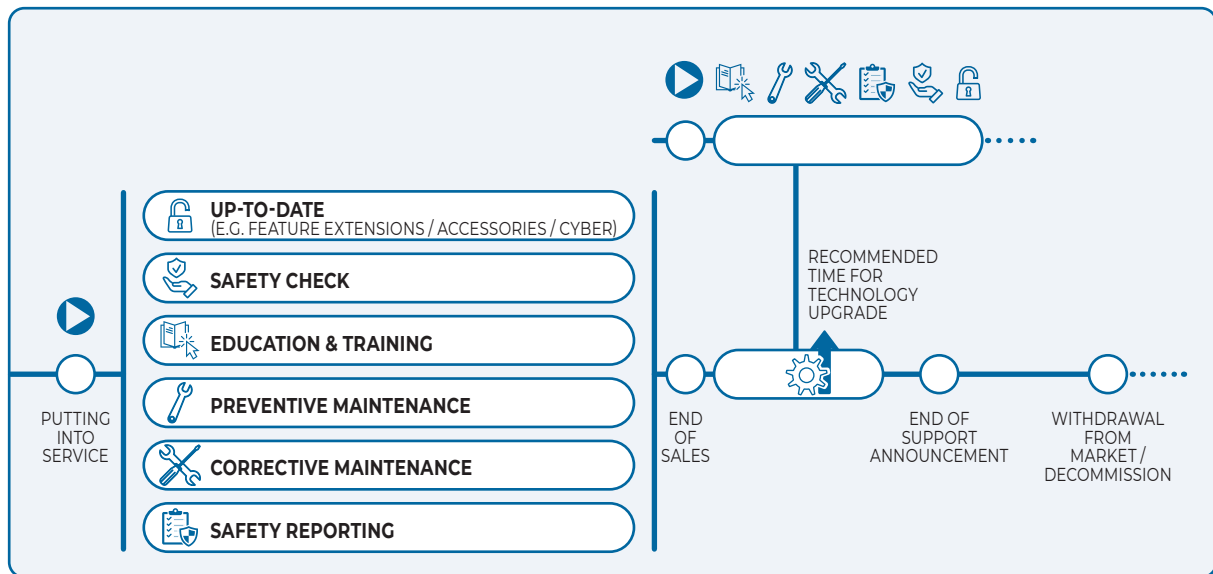 UP-TO-DATE
(E.G. FEATURE EXTENSIONS / ACCESSORIES / CYBER)
SAFETY CHECK
EDUCATION & TRAINING
PREVENTIVE MAINTENANCE
CORRECTIVE MAINTENANCE
SAFETY REPORTING
PUTTING
INTO
SERVICE
END
OF
SALES
RECOMMENDED
TIME FOR
TECHNOLOGY
UPGRADE
END OF
SUPPORT
ANNOUNCEMENT
WITHDRAWAL
FROM
MARKET /
DECOMMISSION